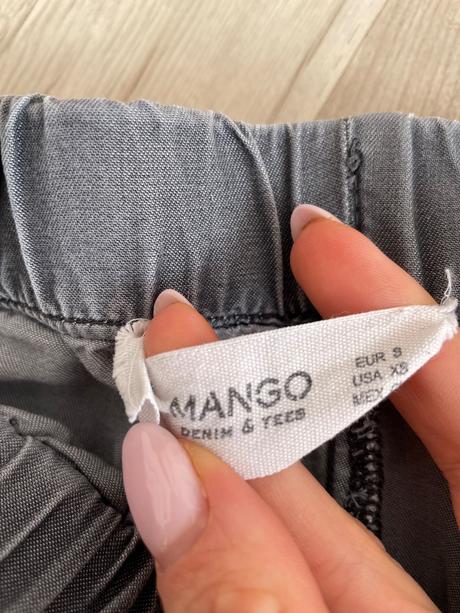 MANGO
DENIM & TEES
EUR S
USA XS